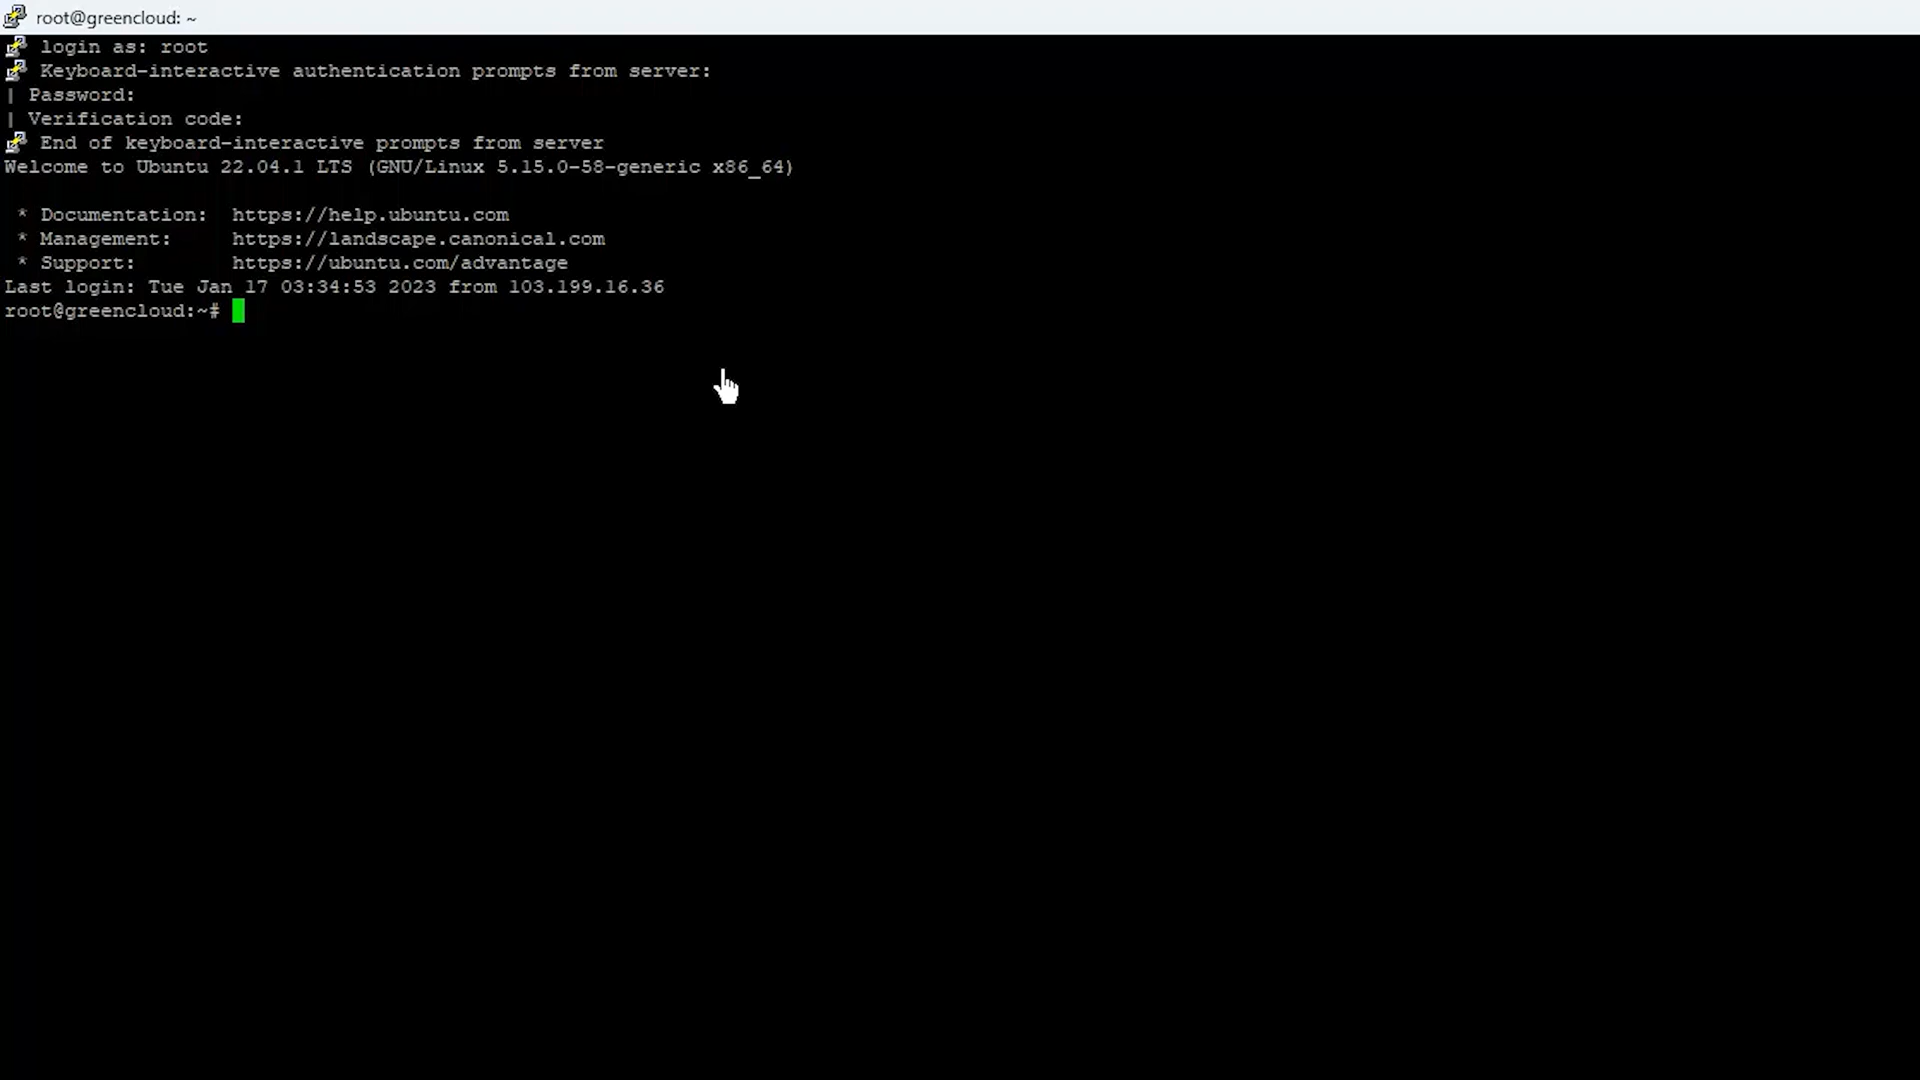 root@greencloud: ~
login as: root
Keyboard-interactive authentication prompts from server:
| Password:
| Verification code:
End of keyboard-interactive prompts from server
Welcome to Ubuntu 22.04.1 LTS (GNU/Linux 5.15.0-58-generic x86_64)
* Documentation:  https://help.ubuntu.com
* Management:     https://landscape.canonical.com
* Support:        https://ubuntu.com/advantage
Last login: Tue Jan 17 03:34:53 2023 from 103.199.16.36
root@greencloud:~#